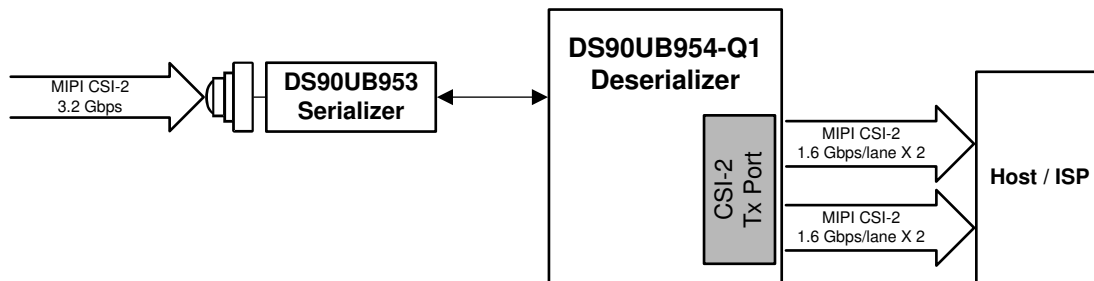 MIPI CSI-2
3.2 Gbps
DS90UB953
Serializer
DS90UB954-Q1
Deserializer
CSI-2
Tx Port
MIPI CSI-2
1.6 Gbps/lane X 2
MIPI CSI-2
1.6 Gbps/lane X 2
Host / ISP